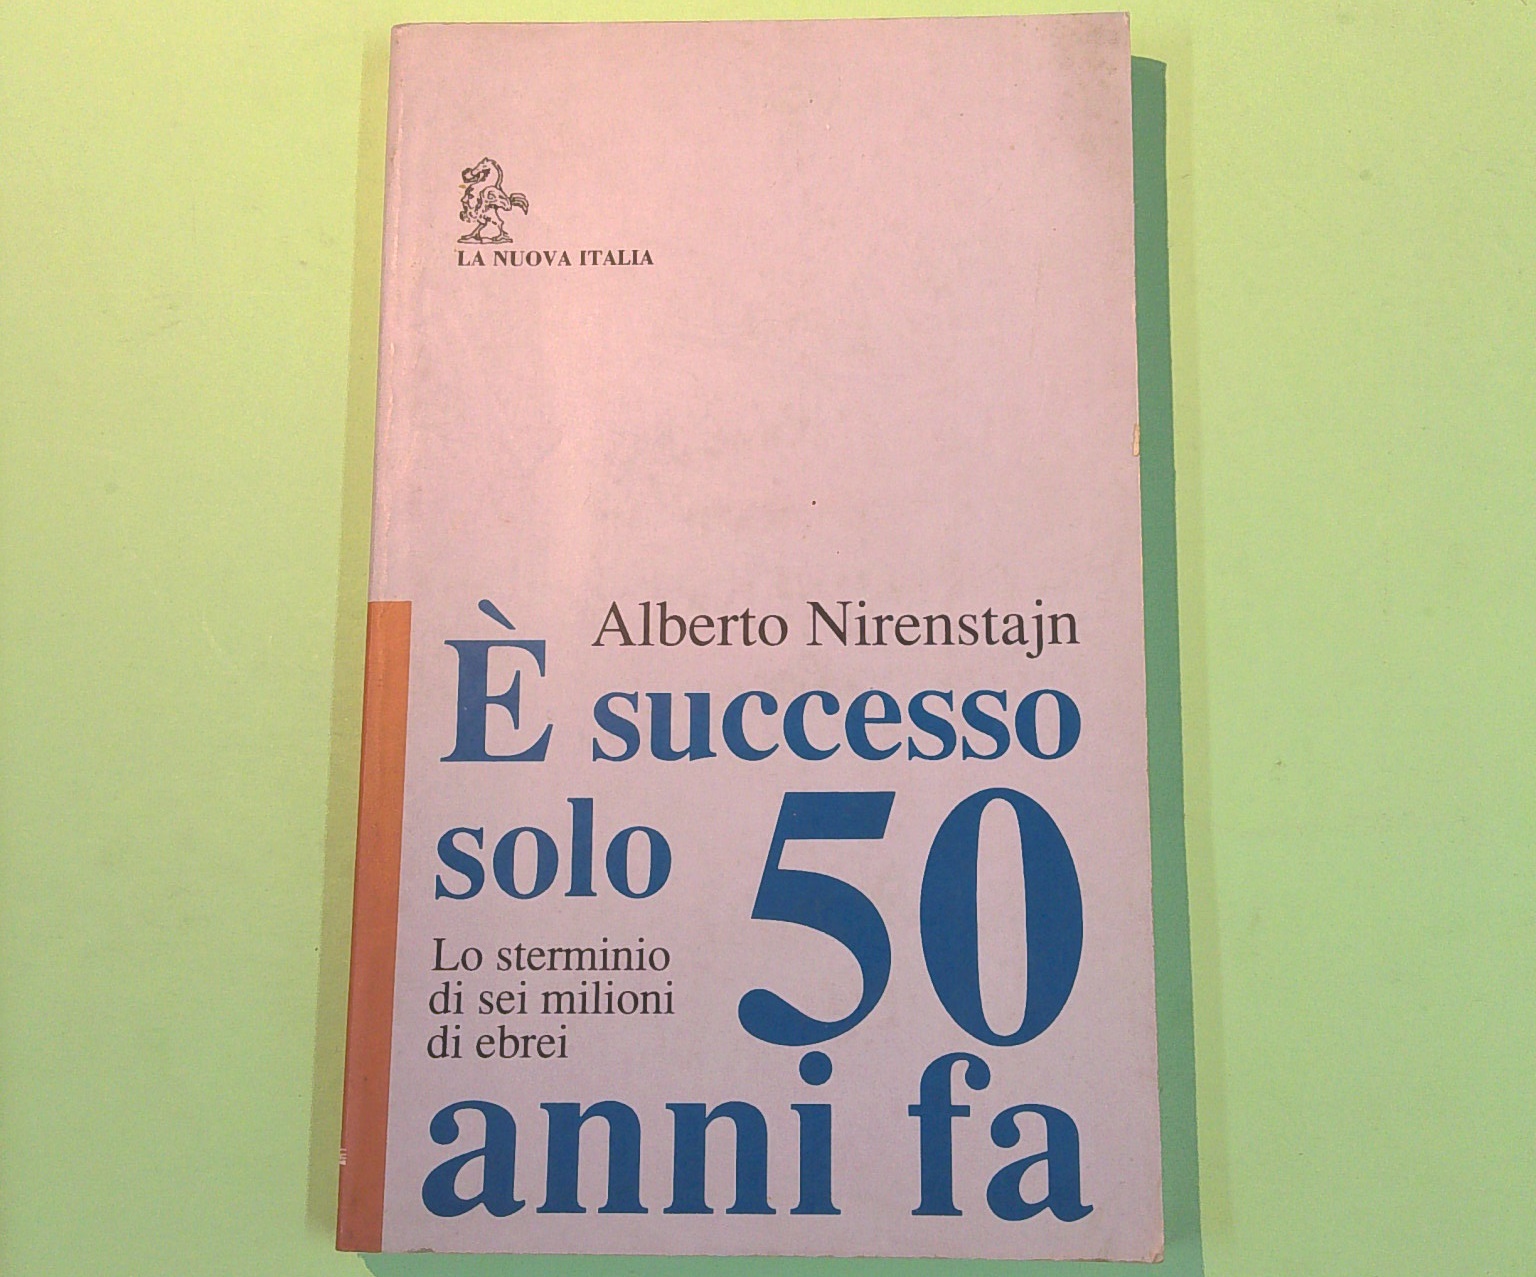 LA NUOVA ITALIA
Alberto Nirenstajn
È successo
solo 50
Lo sterminio
di sei milioni
di ebrei
anni fa